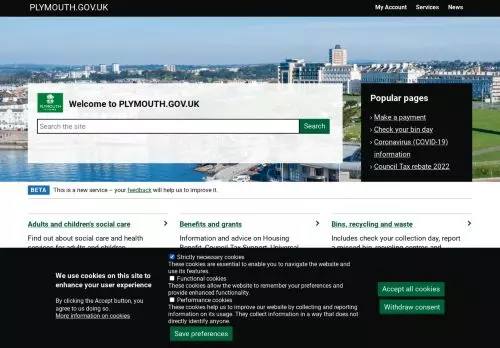 PLYMOUTH.GOV.UK
My Account Services News
PLYMOUTH
Welcome to PLYMOUTH.GOV.UK
Search the site
Search
Popular pages
Make a payment
Check your bin day
Coronavirus (COVID-19)
information
Council Tax rebate 2022
BETA This is a new service – your feedback will help us to improve it.
Adults and children's social care
Find out about social care and health
services for adults and children
Benefits and grants
Information and advice on Housing
Benefit, Council Tax Support, Universal
Bins, recycling and waste
Includes check your collection day, report
a missed bin, recycling centres and
We use cookies on this site to
enhance your user experience
By clicking the Accept button, you
agree to us doing so.
More information on cookies
Strictly necessary cookies
These cookies are essential to enable you to navigate the website and
use its features.
Functional cookies
These cookies allow the website to remember your preferences and
provide enhanced functionality.
Performance cookies
These cookies help us to improve our website by collecting and reporting
information on its usage. They collect information in a way that does not
directly identify anyone.
Save preferences
Accept all cookies
Withdraw consent